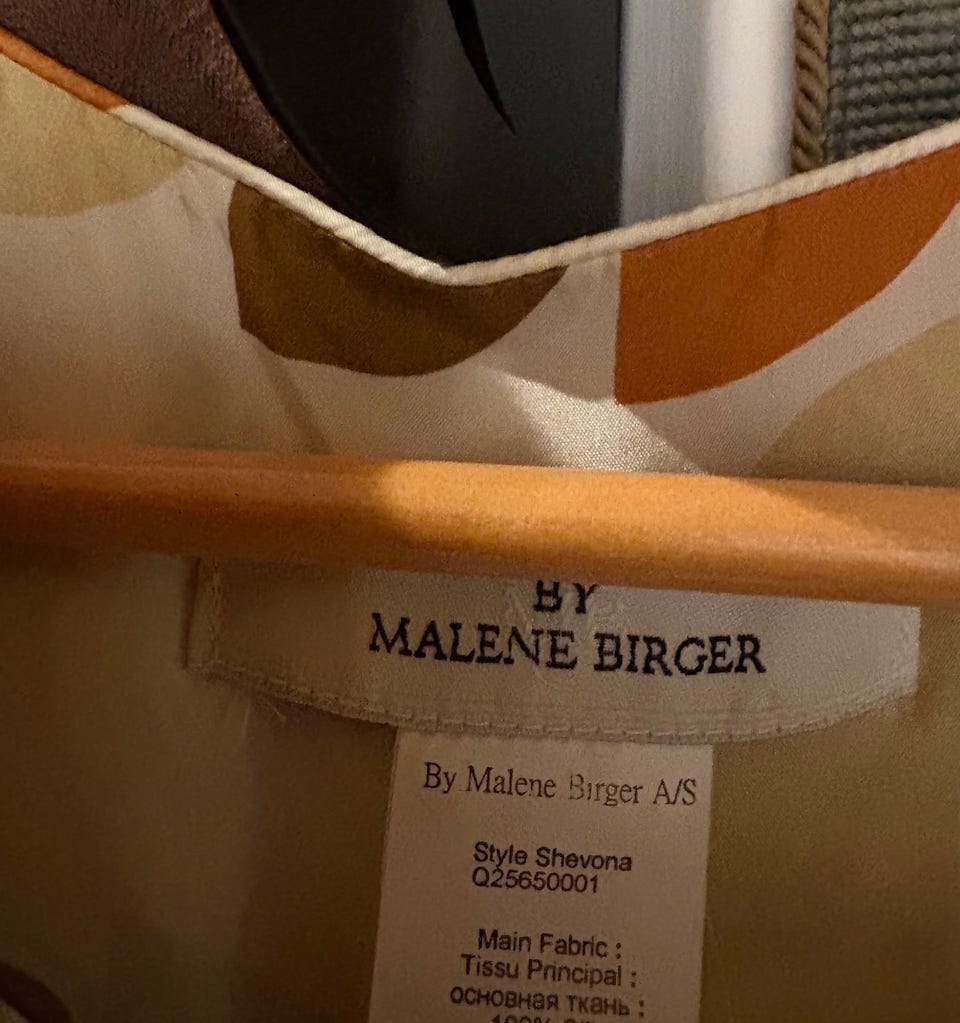 BY
MALENE BIRGER
By Malene Birger A/S
Style Shevona
Q25650001
Main Fabric :
Tissu Principal :
основная ткань :